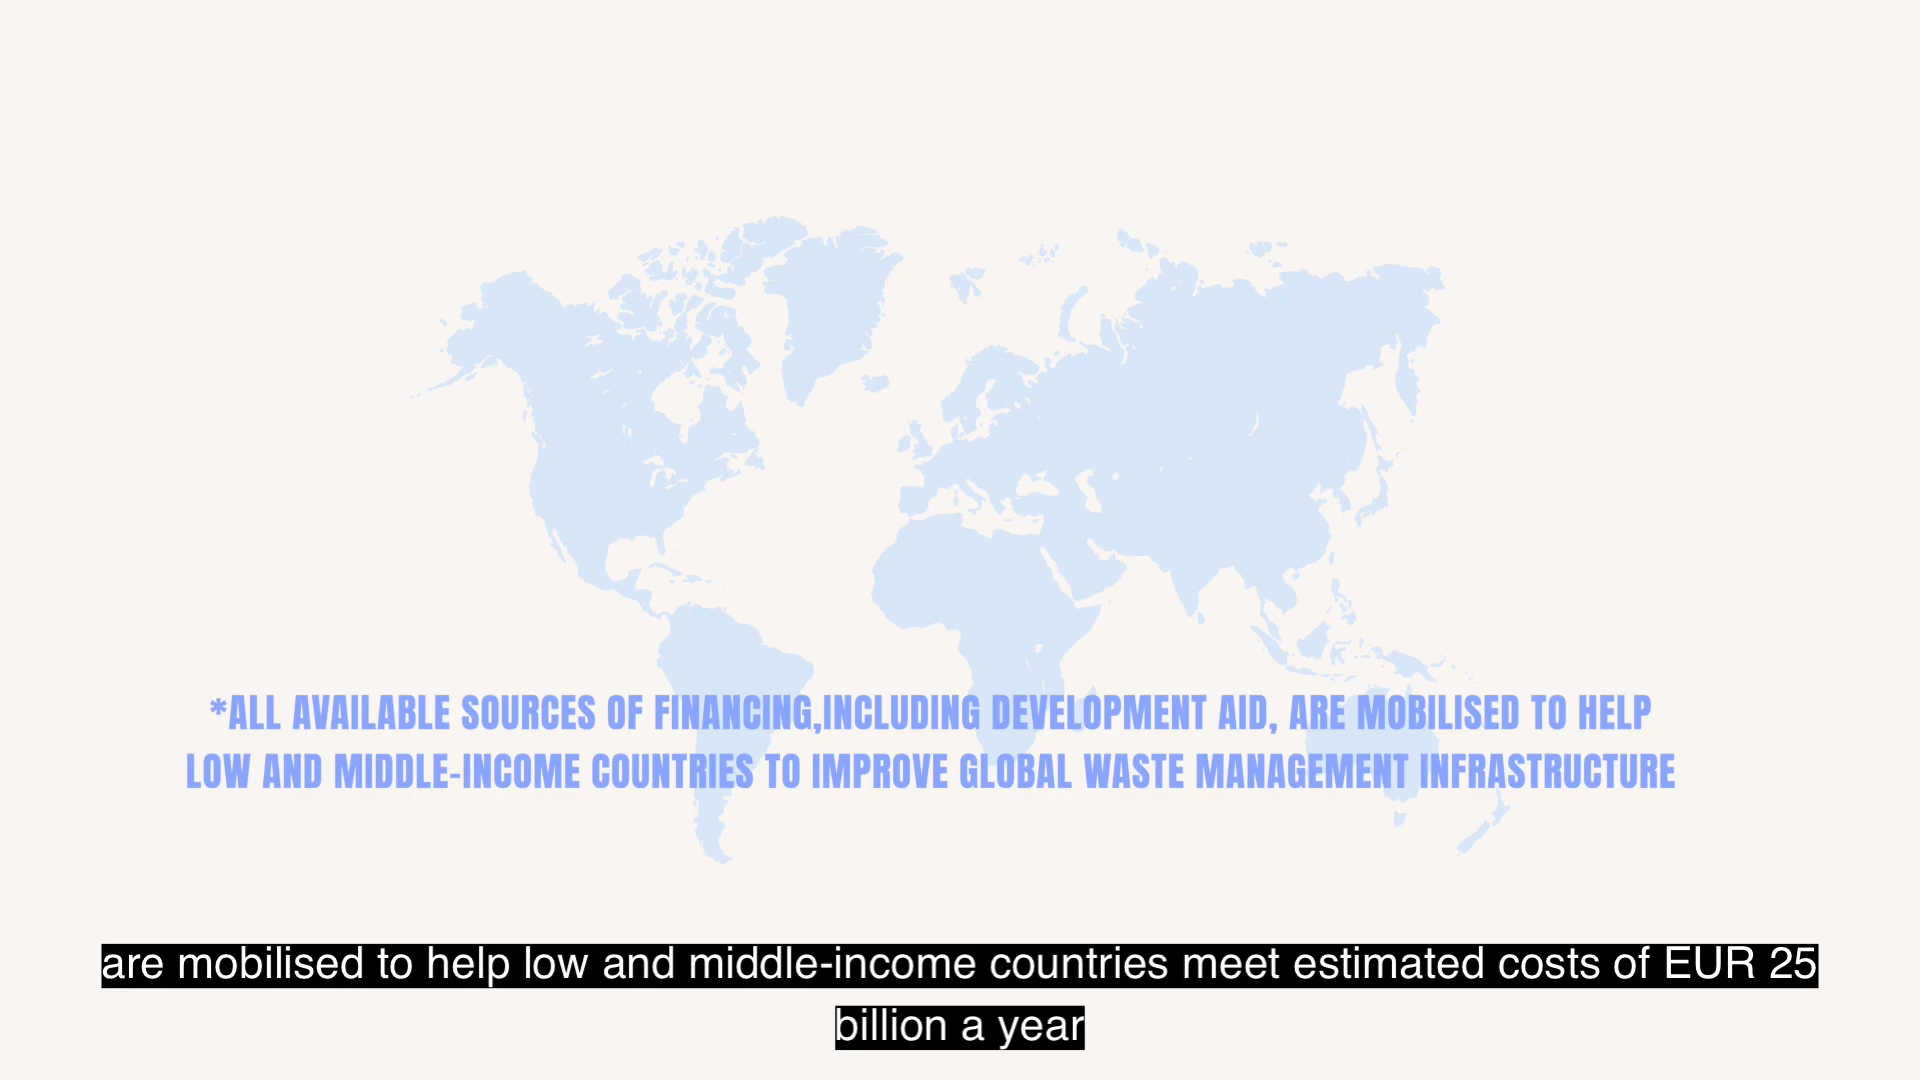 *ALL AVAILABLE SOURCES OF FINANCING,INCLUDING DEVELOPMENT AID, ARE MOBILISED TO HELP
LOW AND MIDDLE-INCOME COUNTRIES TO IMPROVE GLOBAL WASTE MANAGEMENT INFRASTRUCTURE
are mobilised to help low and middle-income countries meet estimated costs of EUR 25
billion a year